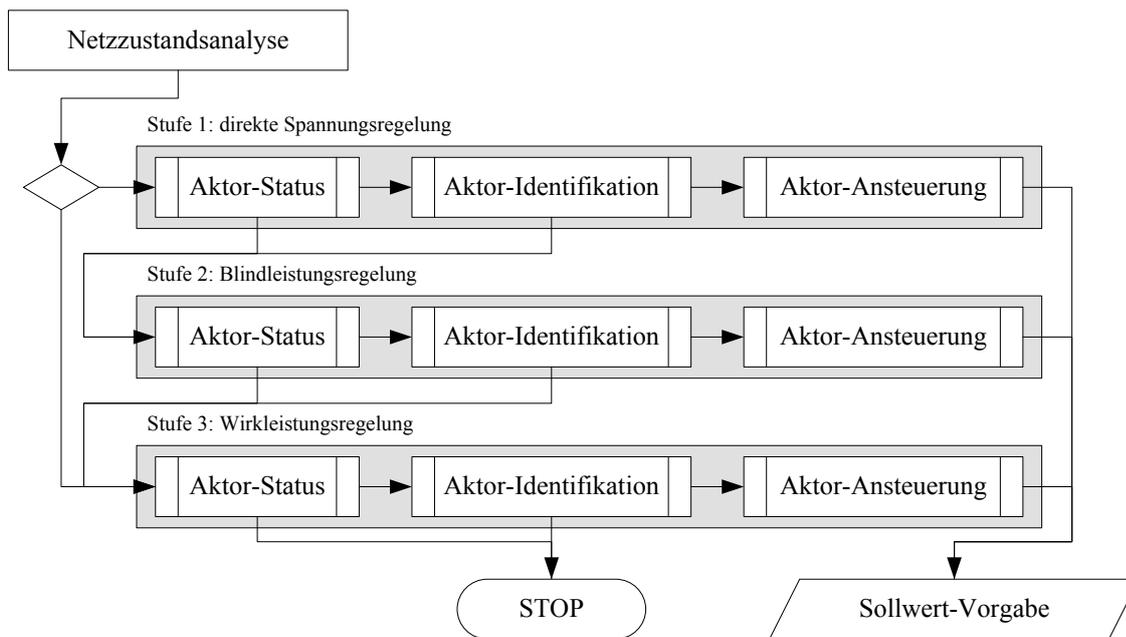 Netzzustandsanalyse
Stufe 1: direkte Spannungsregelung
Aktor-Status
Aktor-Identifikation
Aktor-Ansteuerung
Stufe 2: Blindleistungsregelung
Aktor-Status
Aktor-Identifikation
Aktor-Ansteuerung
Stufe 3: Wirkleistungsregelung
Aktor-Status
Aktor-Identifikation
Aktor-Ansteuerung
STOP
Sollwert-Vorgabe